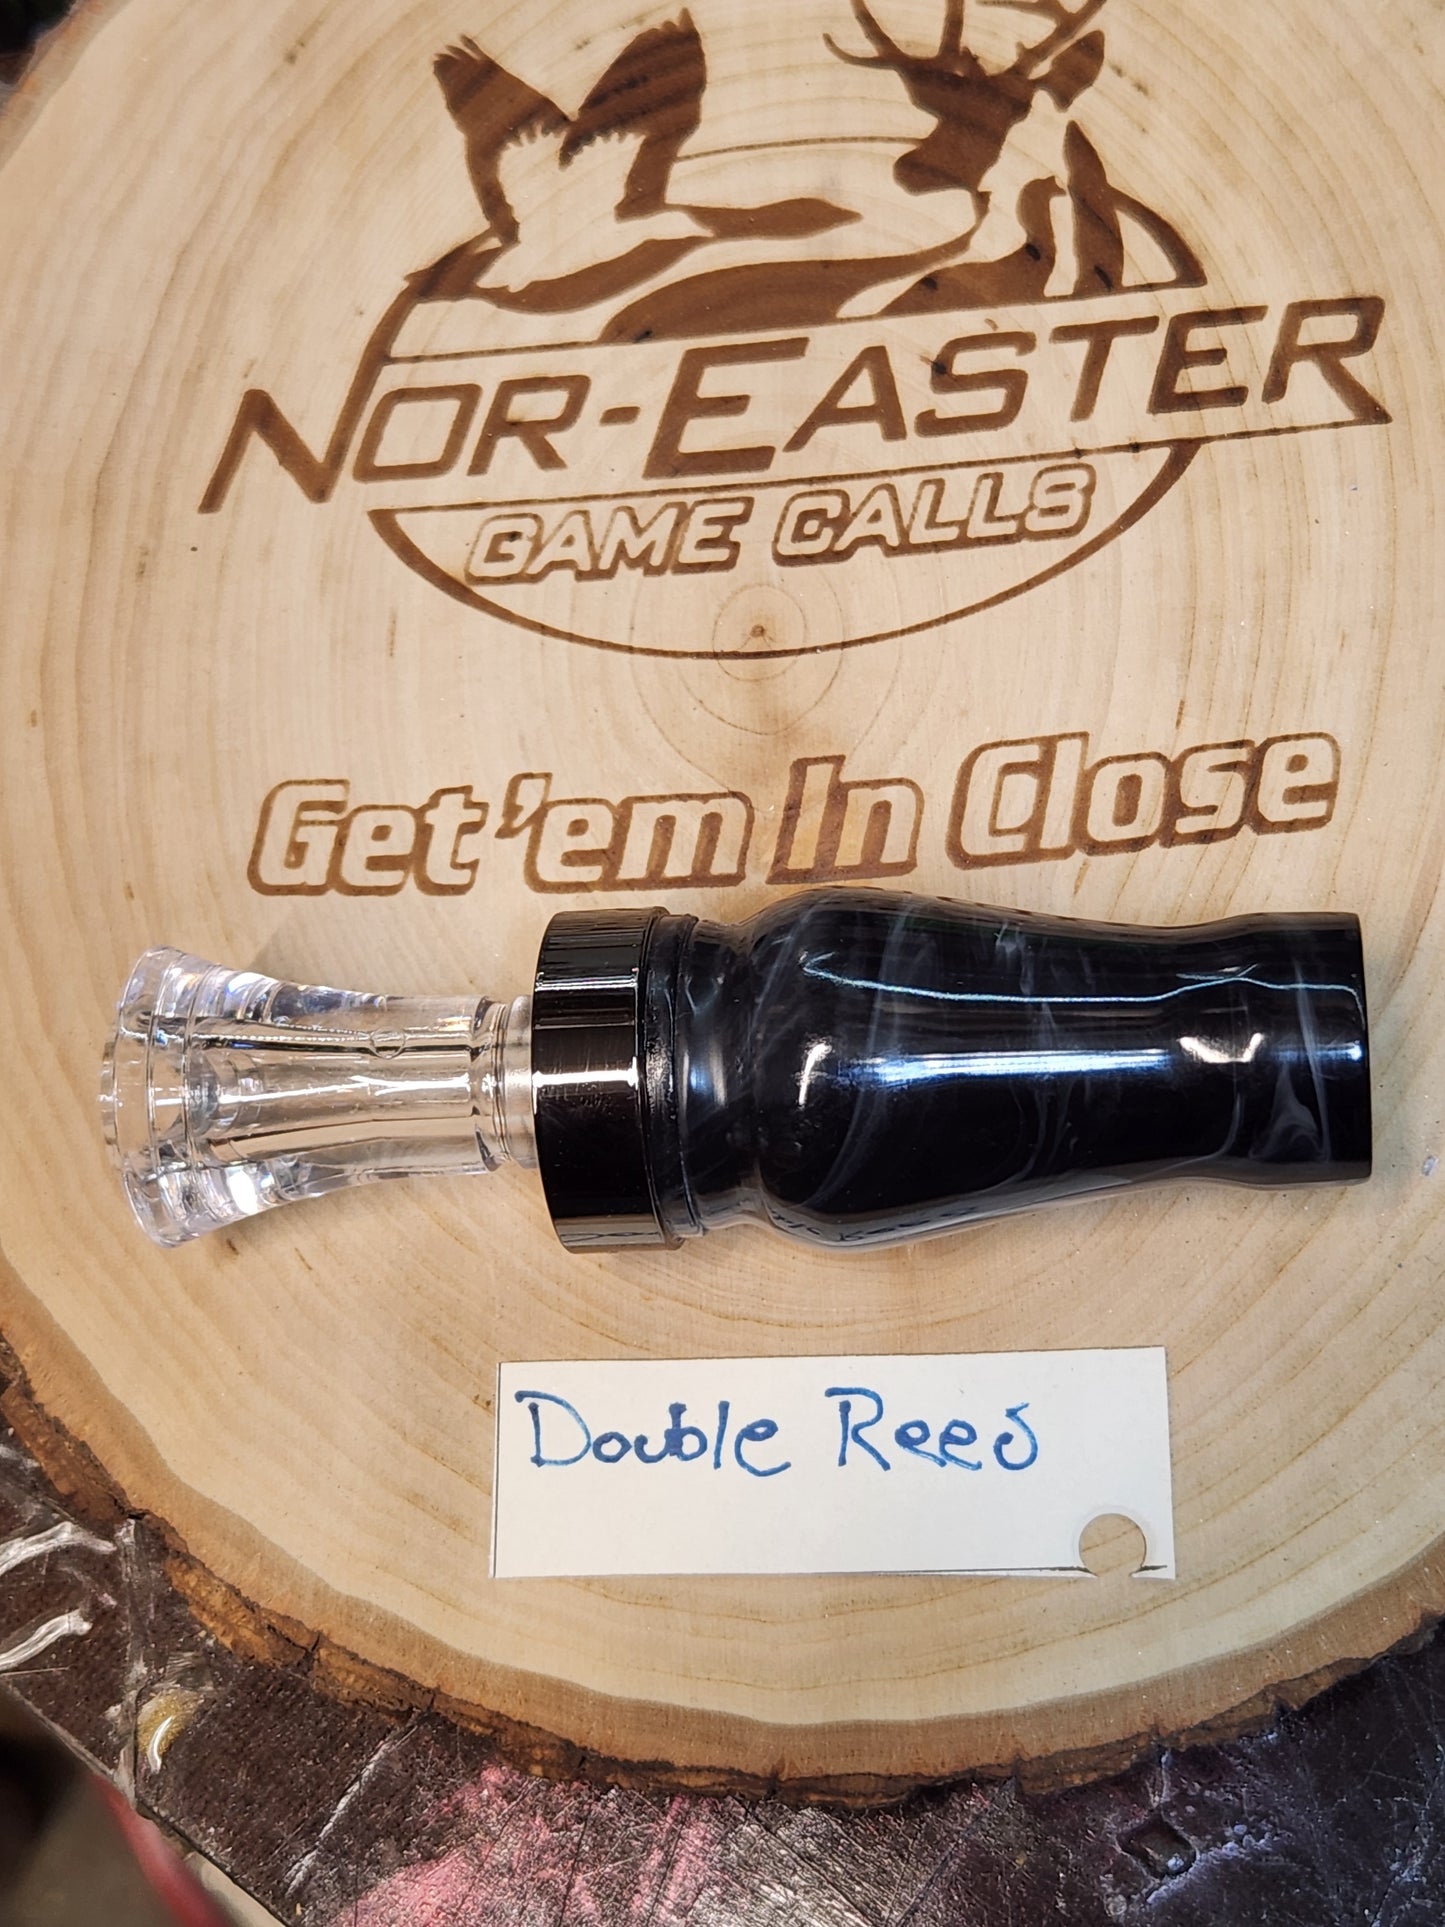 NOR-EASTER
GAME CALLS
Get'em In Close
Double Reed